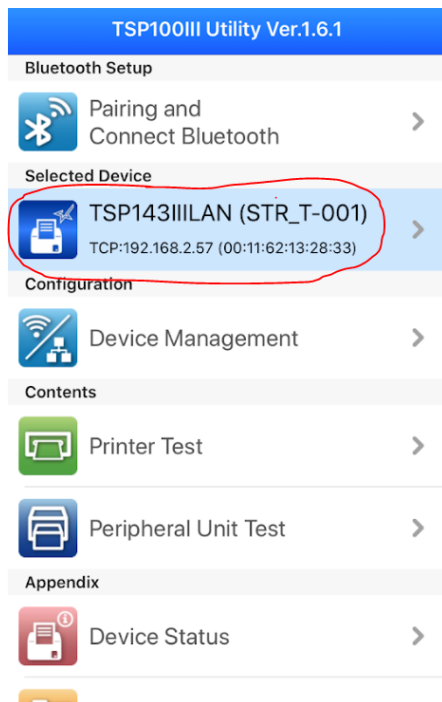 TSP100III Utility Ver.1.6.1
Bluetooth Setup
Pairing and
Connect Bluetooth
Selected Device
TSP143IIILAN (STR_T-001)
TCP:192.168.2.57 (00:11:62:13:28:33)
Configuration
Device Management
Contents
Printer Test
Peripheral Unit Test
Appendix
Device Status